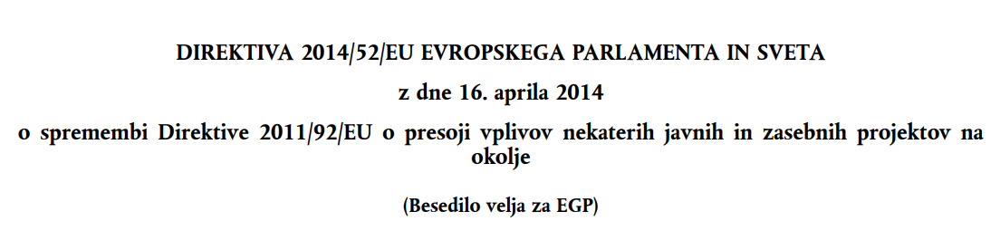 DIREKTIVA 2014/52/EU EVROPSKEGA PARLAMENTA IN SVETA
z dne 16. aprila 2014
o spremembi Direktive 2011/92/EU o presoji vplivov nekaterih javnih in zasebnih projektov na
okolje
(Besedilo velja za EGP)